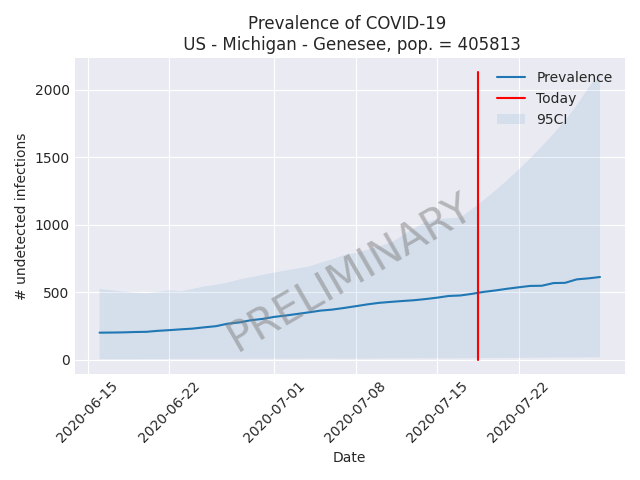 Prevalence of COVID-19
US - Michigan - Genesee, pop. = 405813
Prevalence
Today
95CI
# undetected infections
2000
1500
1000
500
0
PRELIMINARY
2020-06-15
2020-06-22
2020-07-01
2020-07-08
2020-07-15
2020-07-22
Date